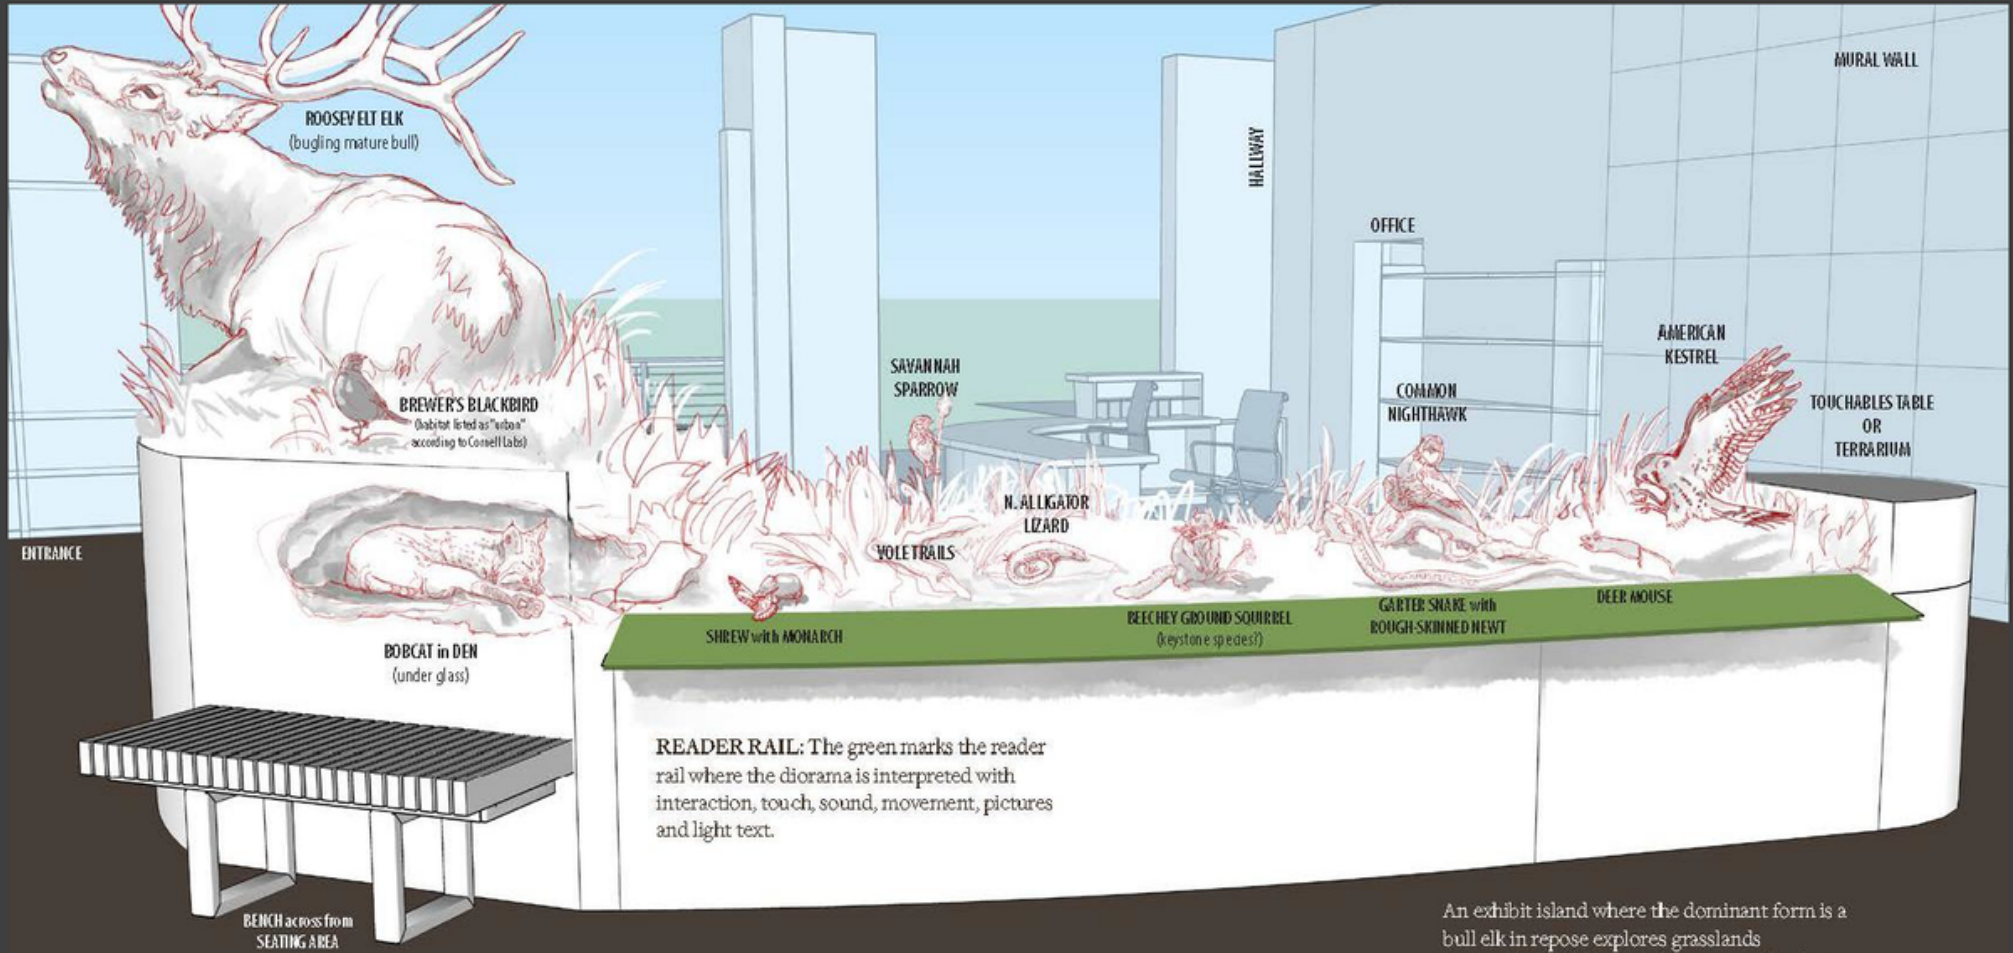 MURAL WALL
ROOSEVELT ELK
(bugling mature bull)
HALLWAY
OFFICE
AMERICAN
KESTREL
SAVANNAH
SPARROW
COMMON
NIGHTHAWK
TOUCHABLES TABLE
OR
TERRARIUM
BREWER'S BLACKBIRD
(habitat listed as "urban"
according to Cornell Labs)
N. ALLIGATOR
LIZARD
VOLE TRAILS
ENTRANCE
DEER MOUSE
GARTER SNAKE with
ROUGH-SKINNED NEWT
BEECHEY GROUND SQUIRREL
(keystone species?)
SHREW with MONARCH
BOBCAT in DEN
(under glass)
READER RAIL: The green marks the reader
rail where the diorama is interpreted with
interaction, touch, sound, movement, pictures
and light text.
BENCH across from
SEATING AREA
An exhibit island where the dominant form is a
bull elk in repose explores grasslands